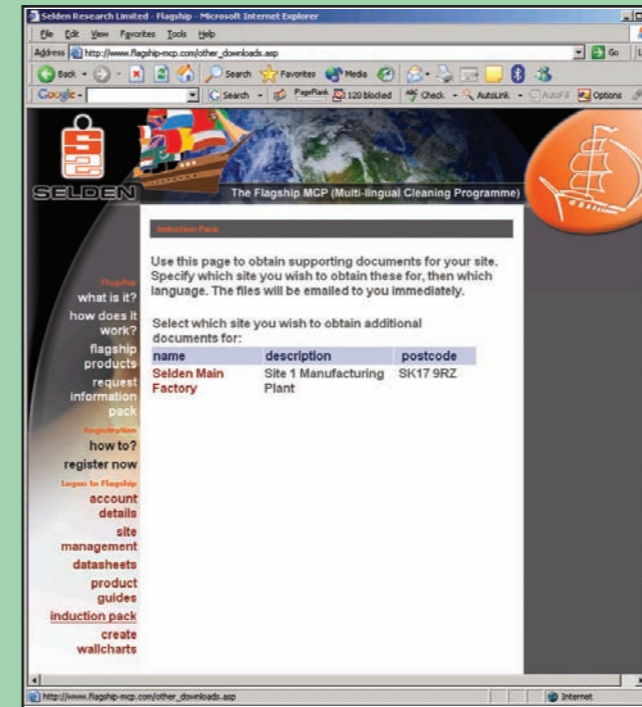 Selden Research Limited - Flagship - Microsoft Internet Explorer
File Edit View Favorites Tools Help
Address http://www.flagship-mcp.com/other_downloads.asp Go
Back Search Favorites Media
Google Search PageRank 120 blocked Check AutoLink AutoFill Options
SELDEN
The Flagship MCP (Multi-lingual Cleaning Programme)
Induction Pack
Use this page to obtain supporting documents for your site.
Specify which site you wish to obtain these for, then which
language. The files will be emailed to you immediately.
Select which site you wish to obtain additional
documents for:
name description postcode
Selden Main Site 1 Manufacturing SK17 9RZ
Factory Plant
Flagship
what is it?
how does it
work?
flagship
products
request
information
pack
Registration
how to?
register now
Logon to Flagship
account
details
site
management
datasheets
product
guides
induction pack
create
wallcharts
http://www.flagship-mcp.com/other_downloads.asp Internet